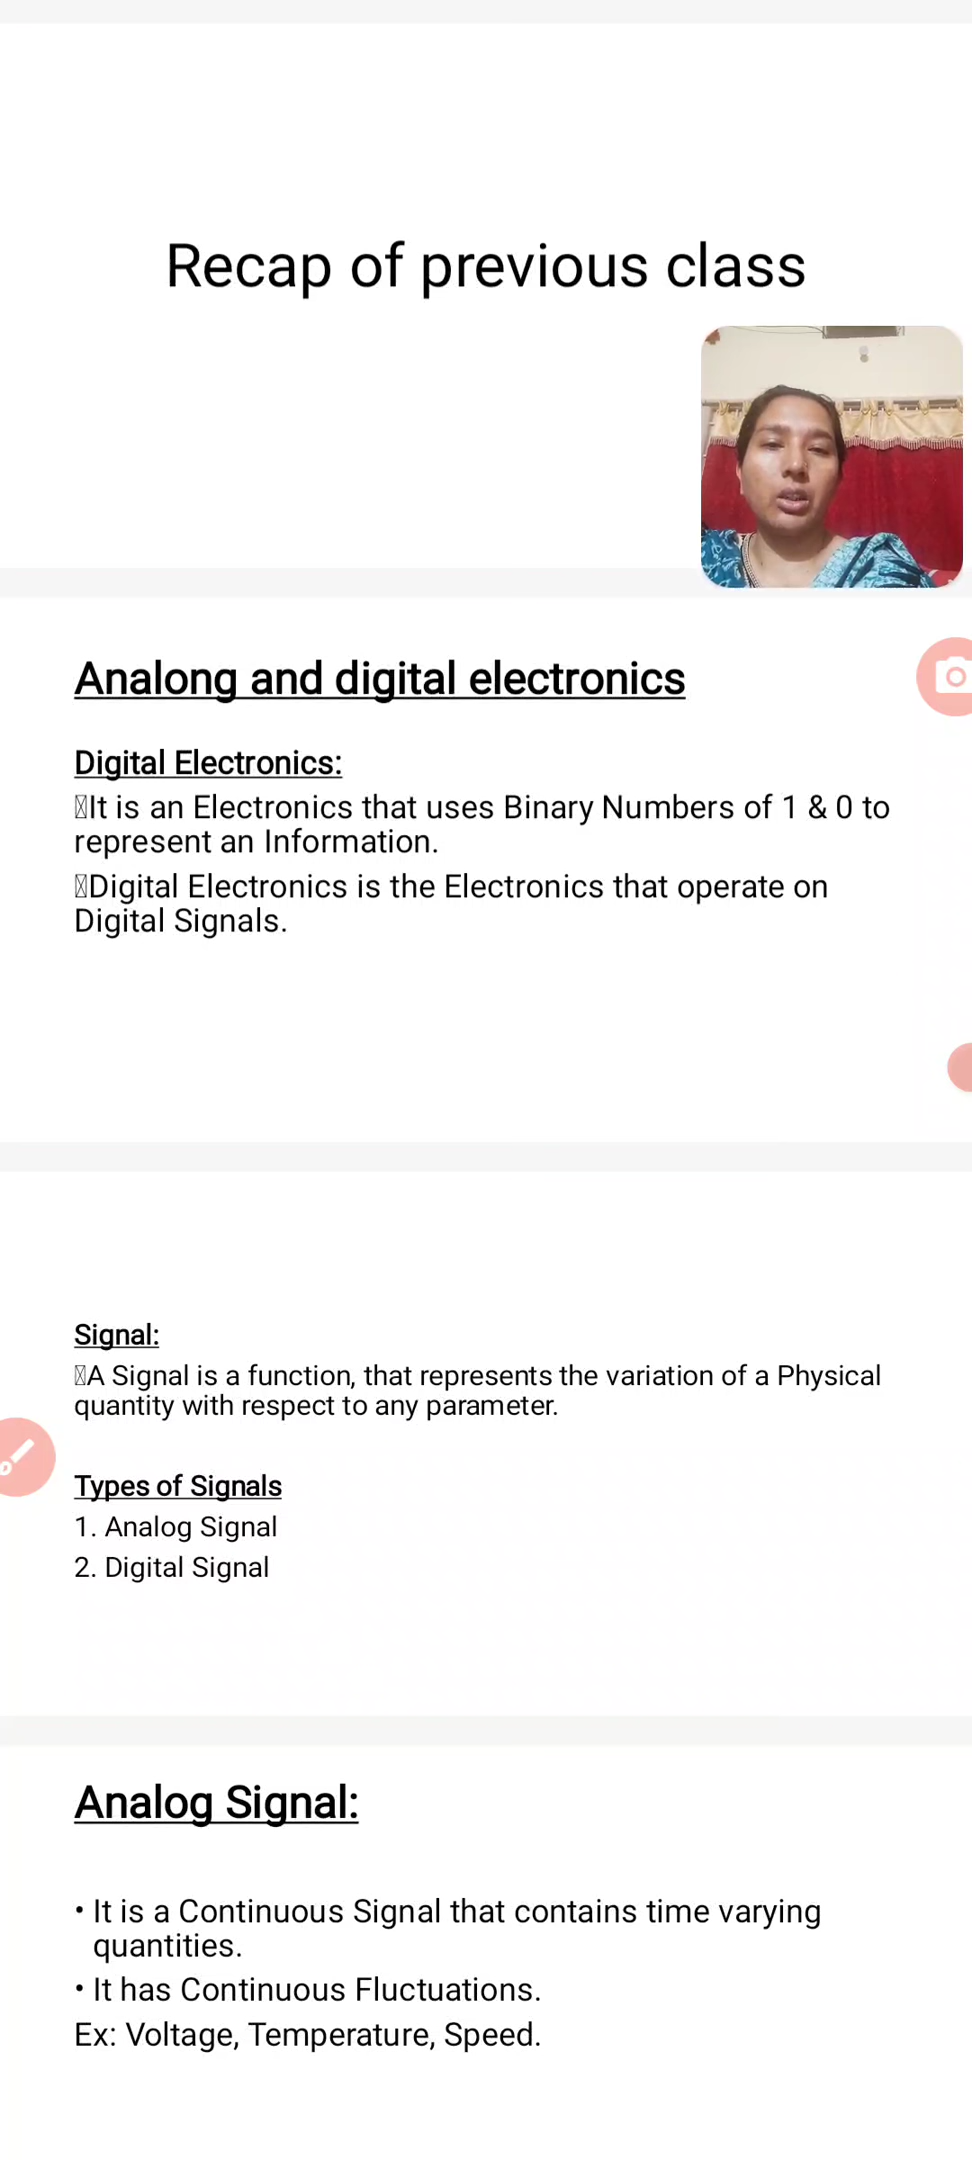 Recap of previous class
Analong and digital electronics
Digital Electronics:
It is an Electronics that uses Binary Numbers of 1 & 0 to
represent an Information.
Digital Electronics is the Electronics that operate on
Digital Signals.
Signal:
A Signal is a function, that represents the variation of a Physical
quantity with respect to any parameter.
Types of Signals
1. Analog Signal
2. Digital Signal
Analog Signal:
• It is a Continuous Signal that contains time varying
quantities.
• It has Continuous Fluctuations.
Ex: Voltage, Temperature, Speed.